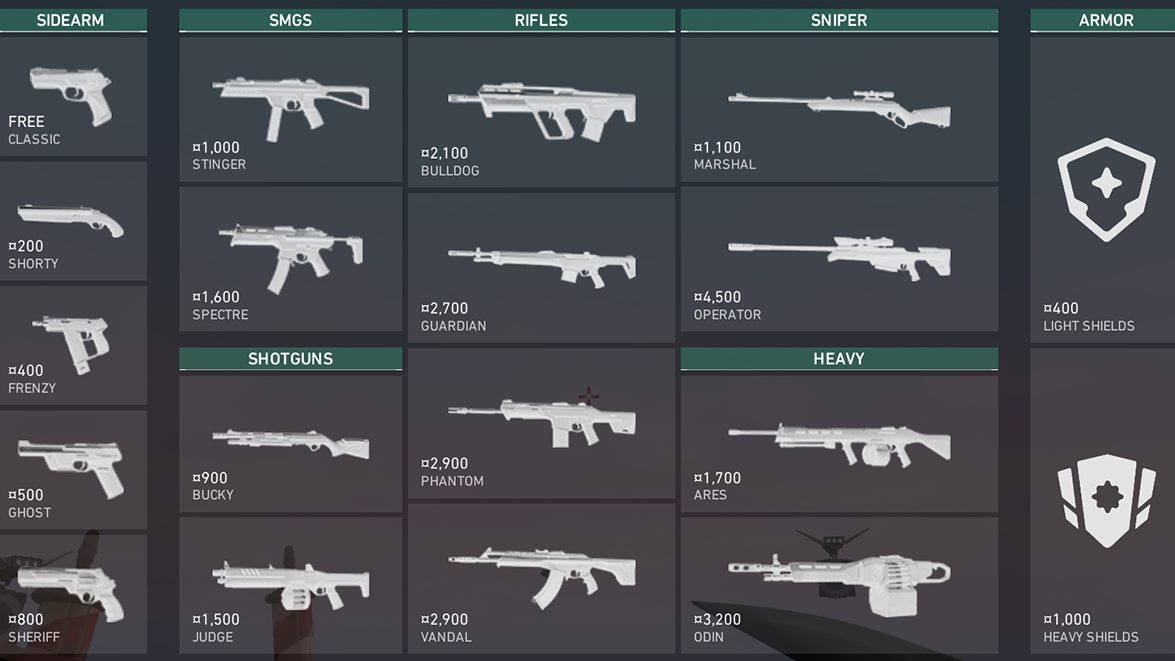 SIDEARM
FREE
CLASSIC
¤200
SHORTY
¤400
FRENZY
¤500
GHOST
¤800
SHERIFF
SMGS
¤1,000
STINGER
¤1,600
SPECTRE
SHOTGUNS
¤900
BUCKY
¤1,500
JUDGE
RIFLES
¤2,100
BULLDOG
¤2,700
GUARDIAN
¤2,900
PHANTOM
¤2,900
VANDAL
SNIPER
¤1,100
MARSHAL
¤4,500
OPERATOR
HEAVY
¤1,700
ARES
¤3,200
ODIN
ARMOR
¤400
LIGHT SHIELDS
¤1,000
HEAVY SHIELDS